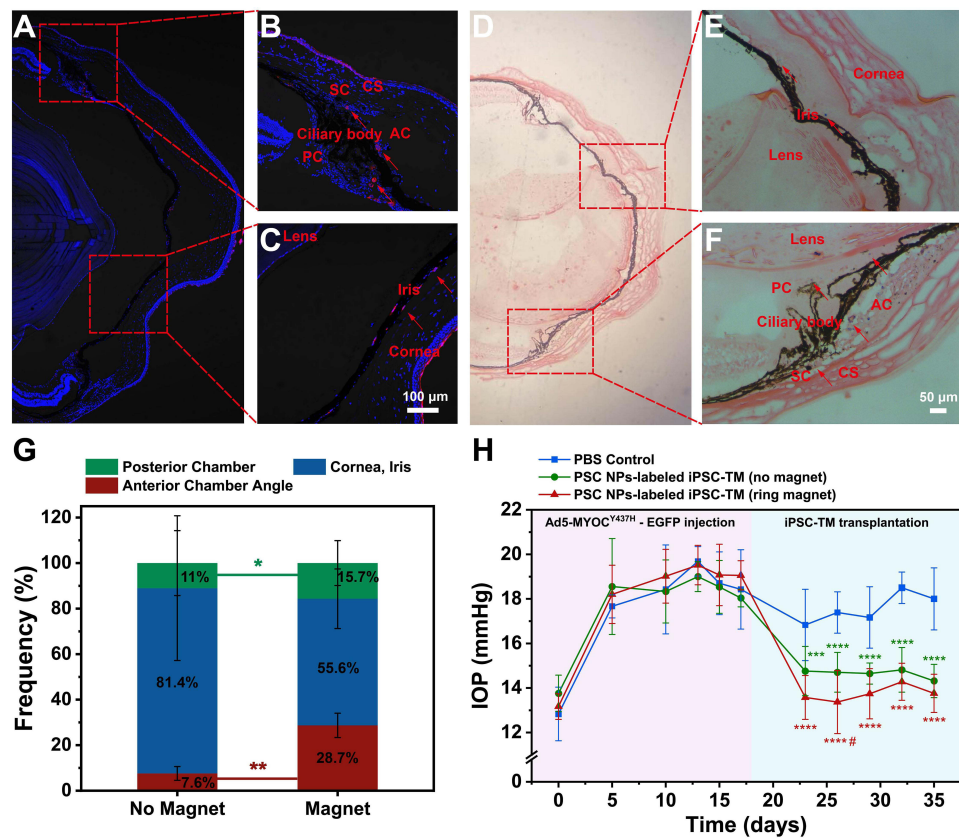 A
B
SC CS
Ciliary body AC
PC
C
Lens
Iris
Cornea
100 μm
D
E
Cornea
Iris
Lens
F
Lens
PC
AC
Ciliary body
SC CS
50 μm
G
Posterior Chamber
Cornea, Iris
Anterior Chamber Angle
Frequency (%)
120
100
80
60
40
20
0
11%
*
15.7%
81.4%
55.6%
7.6%
**
28.7%
No Magnet
Magnet
H
PBS Control
PSC NPs-labeled iPSC-TM (no magnet)
PSC NPs-labeled iPSC-TM (ring magnet)
Ad5-MYOC^Y437H - EGFP injection
iPSC-TM transplantation
IOP (mmHg)
22
20
18
16
14
12
0
*** **** **** **** ****
**** ****# **** **** ****
0 5 10 15 20 25 30 35
Time (days)